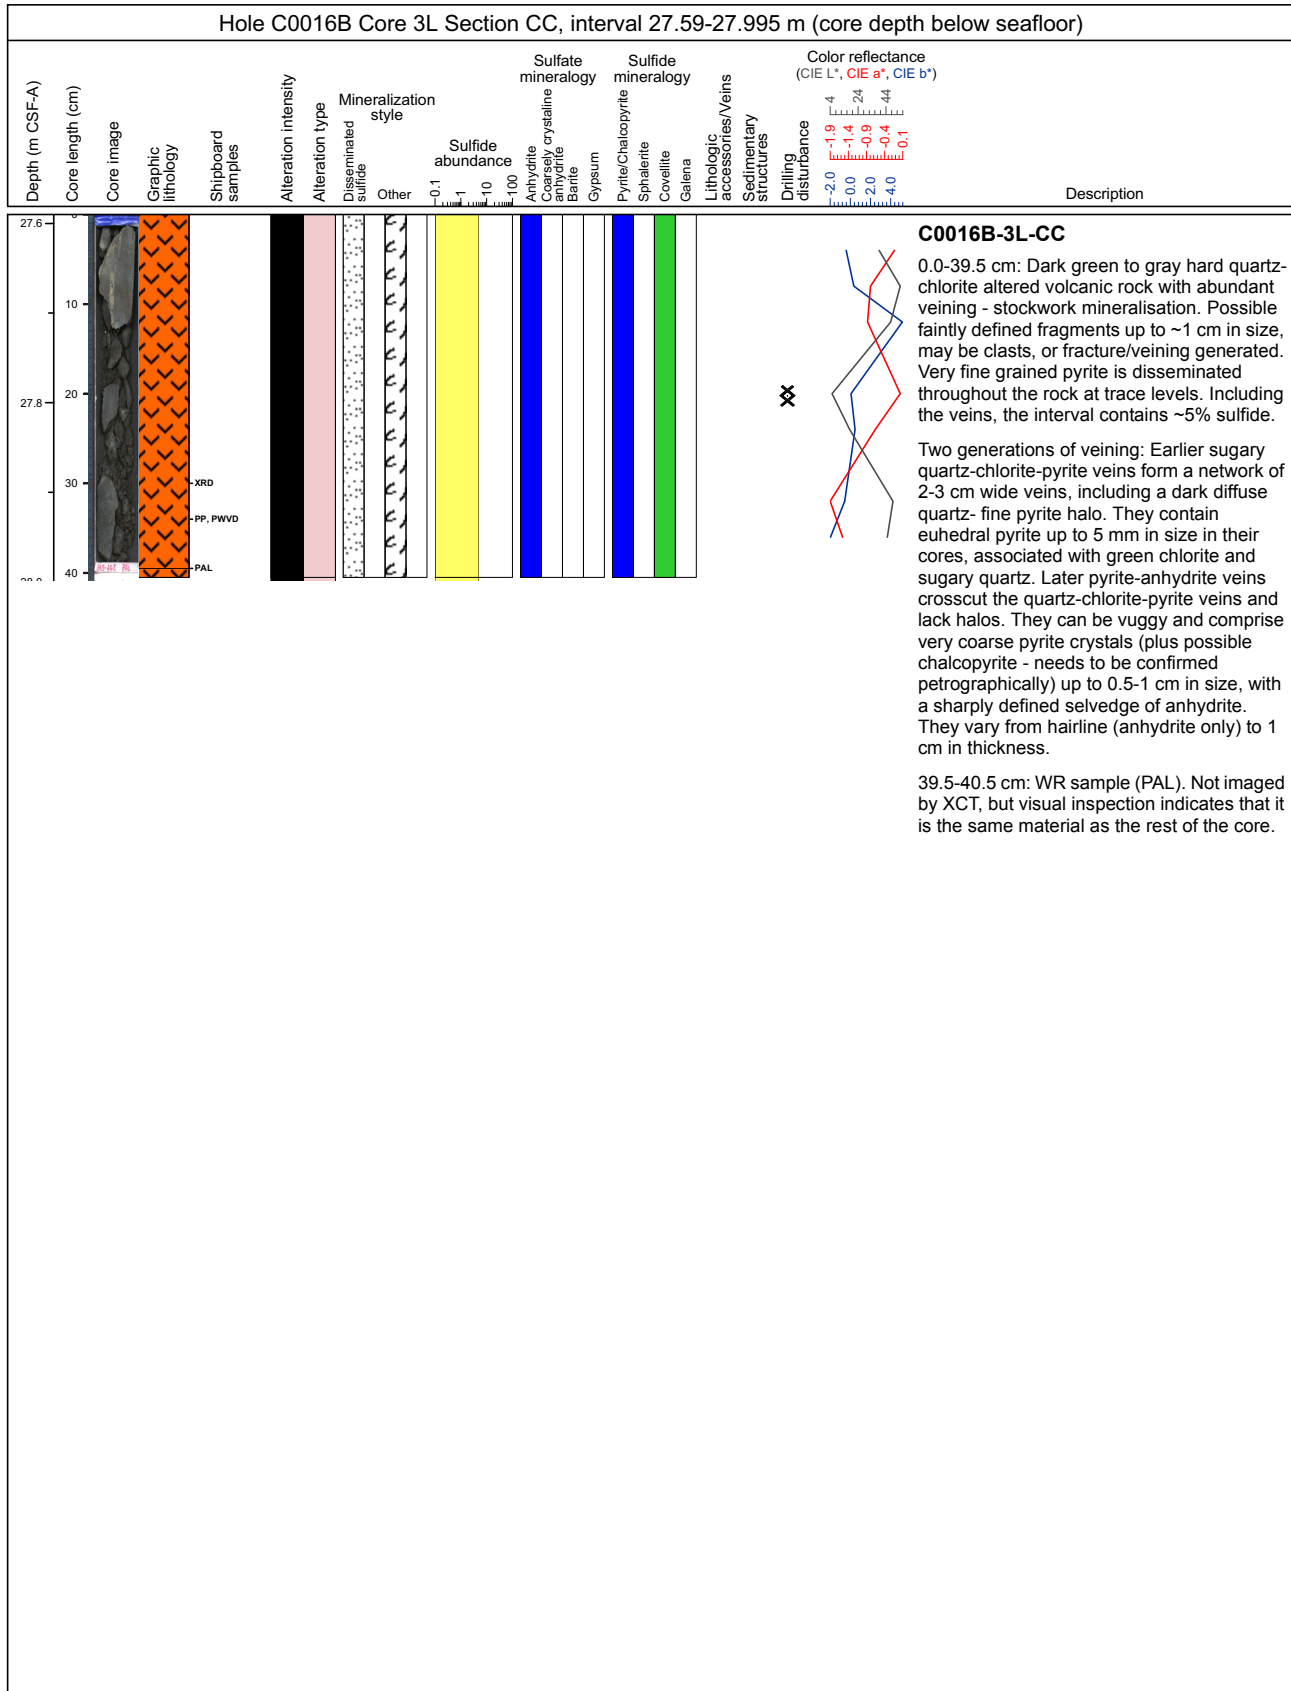 Hole C0016B Core 3L Section CC, interval 27.59-27.995 m (core depth below seafloor)
Depth (m CSF-A)
Core length (cm)
Core image
Graphic
lithology
Shipboard
samples
Alteration intensity
Alteration type
Mineralization
style
Disseminated
sulfide
Other
Sulfide
abundance
0.1
1
10
100
Sulfate
mineralogy
Anhydrite
Coarsely crystaline
anhydrite
Barite
Gypsum
Sulfide
mineralogy
Pyrite/Chalcopyrite
Sphalerite
Covellite
Galena
Lithologic
accessories/Veins
Sedimentary
structures
Drilling
disturbance
Color reflectance
(CIE L*, CIE a*, CIE b*)
4
24
44
-1.9
-1.4
-0.9
-0.4
0.1
-2.0
0.0
2.0
4.0
Description
27.6
27.8
10
20
30
40
XRD
PP, PWVD
PAL
C0016B-3L-CC
0.0-39.5 cm: Dark green to gray hard quartz-
chlorite altered volcanic rock with abundant
veining - stockwork mineralisation. Possible
faintly defined fragments up to ~1 cm in size,
may be clasts, or fracture/veining generated.
Very fine grained pyrite is disseminated
throughout the rock at trace levels. Including
the veins, the interval contains ~5% sulfide.
Two generations of veining: Earlier sugary
quartz-chlorite-pyrite veins form a network of
2-3 cm wide veins, including a dark diffuse
quartz- fine pyrite halo. They contain
euhedral pyrite up to 5 mm in size in their
cores, associated with green chlorite and
sugary quartz. Later pyrite-anhydrite veins
crosscut the quartz-chlorite-pyrite veins and
lack halos. They can be vuggy and comprise
very coarse pyrite crystals (plus possible
chalcopyrite - needs to be confirmed
petrographically) up to 0.5-1 cm in size, with
a sharply defined selvedge of anhydrite.
They vary from hairline (anhydrite only) to 1
cm in thickness.
39.5-40.5 cm: WR sample (PAL). Not imaged
by XCT, but visual inspection indicates that it
is the same material as the rest of the core.